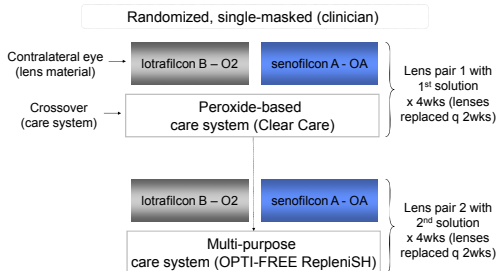 Randomized, single-masked (clinician)
Contralateral eye
(lens material)
lotrafilcon B – O2
senofilcon A - OA
Lens pair 1 with
1st solution
x 4wks (lenses
replaced q 2wks)
Crossover
(care system)
Peroxide-based
care system (Clear Care)
lotrafilcon B – O2
senofilcon A - OA
Lens pair 2 with
2nd solution
x 4wks (lenses
replaced q 2wks)
Multi-purpose
care system (OPTI-FREE RepleniSH)